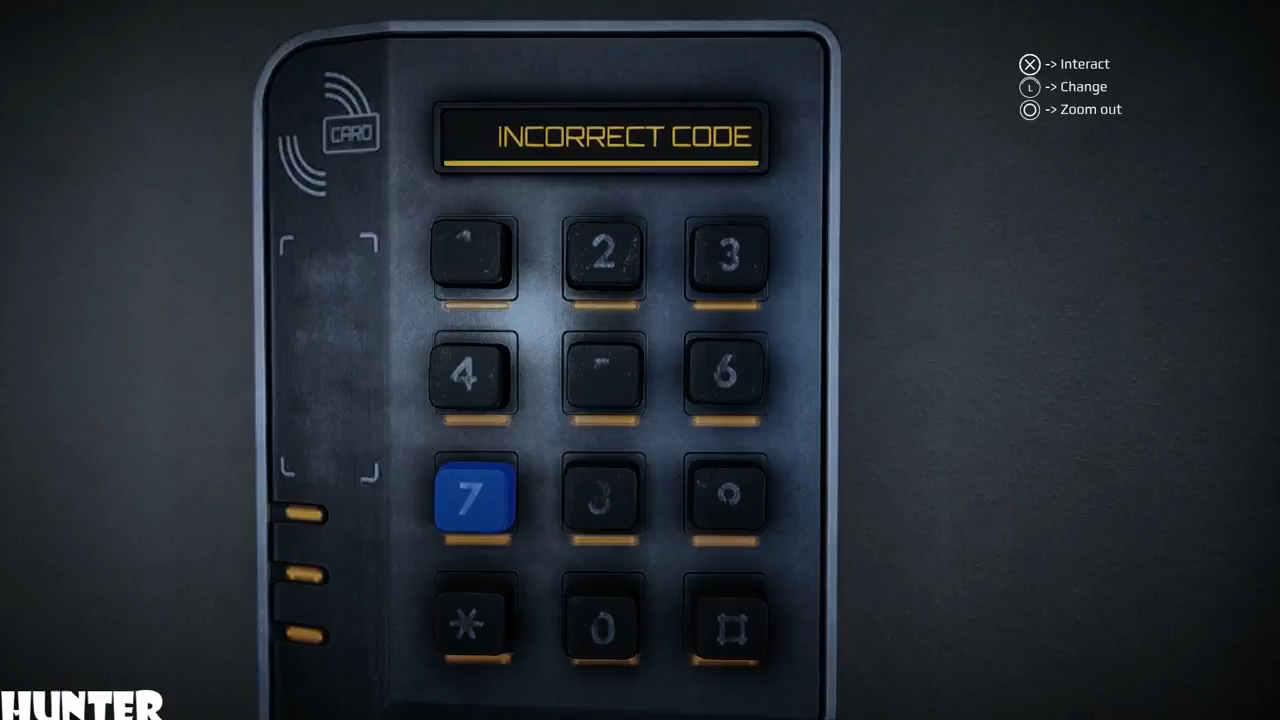 -> Interact
-> Change
-> Zoom out
CARD
INCORRECT CODE
2 3
4 6
7
* 0 #
HUNTER